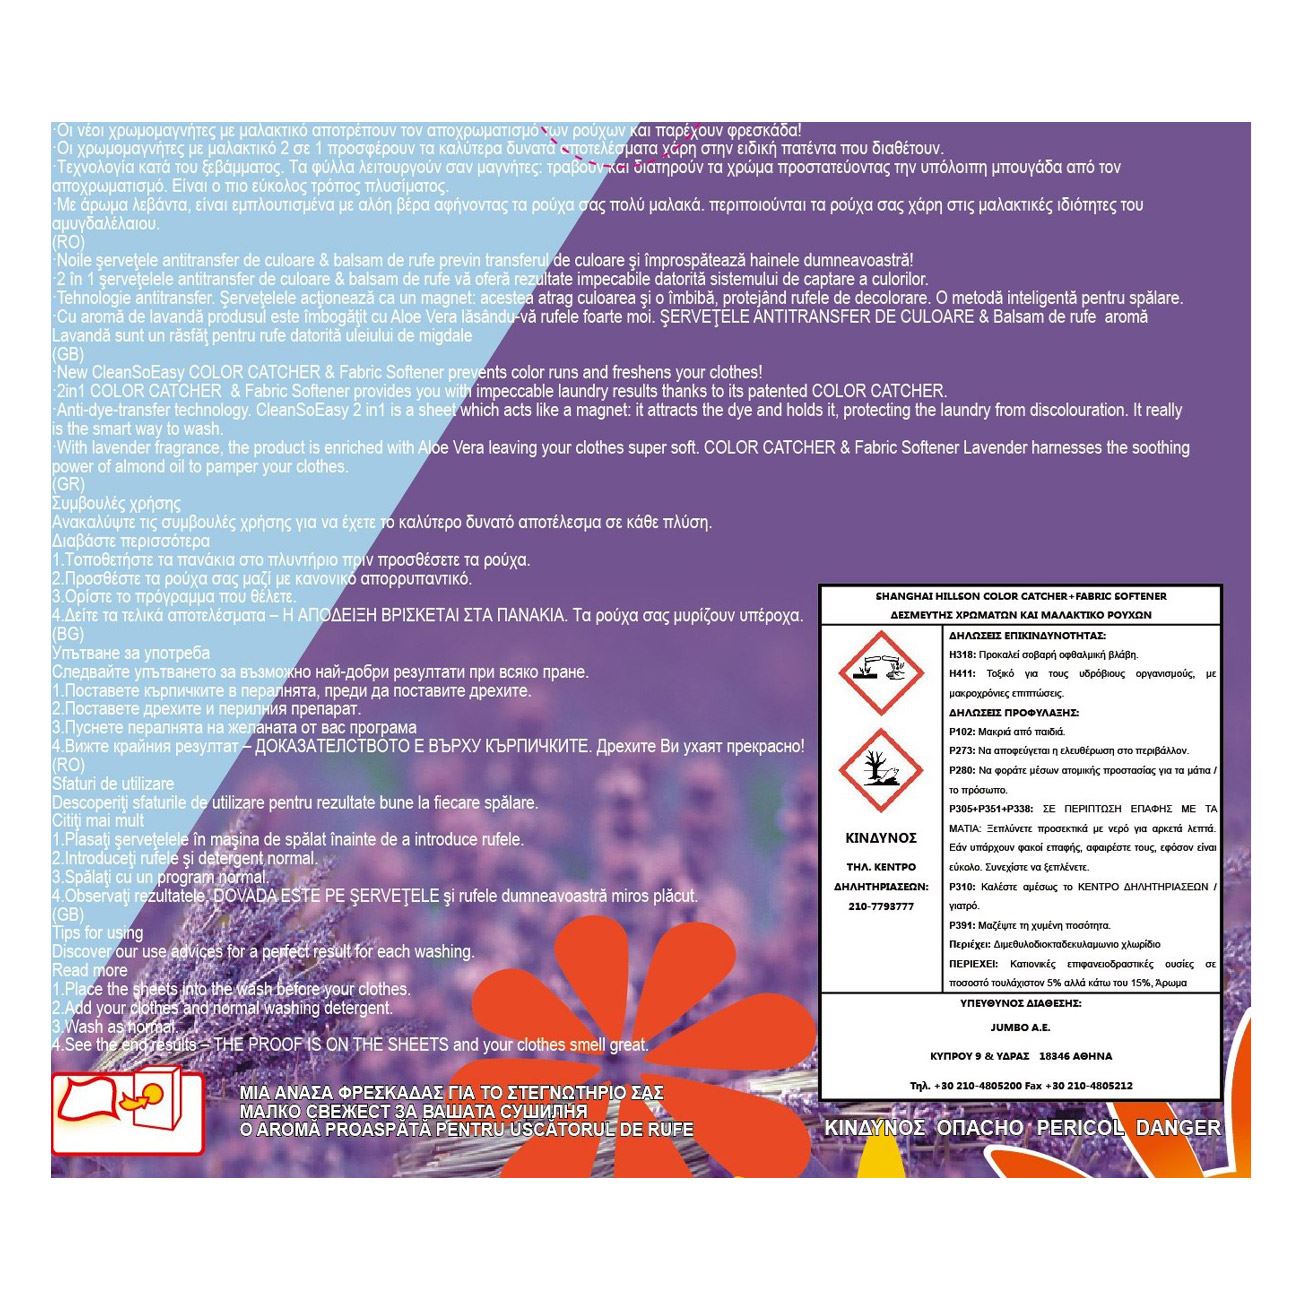 ·Οι νέοι χρωμομαγνήτες με μαλακτικό αποτρέπουν τον αποχρωματισμό των ρούχων και παρέχουν φρεσκάδα!
·Οι χρωμομαγνήτες με μαλακτικό 2 σε 1 προσφέρουν τα καλύτερα δυνατά αποτελέσματα χάρη στην ειδική πατέντα που διαθέτουν.
·Τεχνολογία κατά του ξεβάμματος. Τα φύλλα λειτουργούν σαν μαγνήτες: τραβούν και διατηρούν τα χρώμα προστατεύοντας την υπόλοιπη μπουγάδα από τον
αποχρωματισμό. Είναι ο πιο εύκολος τρόπος πλυσίματος.
·Με άρωμα λεβάντα, είναι εμπλουτισμένα με αλόη βέρα αφήνοντας τα ρούχα σας πολύ μαλακά. περιποιούνται τα ρούχα σας χάρη στις μαλακτικές ιδιότητες του
αμυγδαλέλαιου.
(RO)
·Noile şerveţele antitransfer de culoare & balsam de rufe previn transferul de culoare şi împrospătează hainele dumneavoastră!
·2 în 1 şerveţelele antitransfer de culoare & balsam de rufe vă oferă rezultate impecabile datorită sistemului de captare a culorilor.
·Tehnologie antitransfer. Şerveţelele acţionează ca un magnet: acestea atrag culoarea şi o îmbibă, protejând rufele de decolorare. O metodă inteligentă pentru spălare.
·Cu aromă de lavandă produsul este îmbogăţit cu Aloe Vera lăsându-vă rufele foarte moi. ŞERVEŢELE ANTITRANSFER DE CULOARE & Balsam de rufe  aromă
Lavandă sunt un răsfăţ pentru rufe datorită uleiului de migdale
(GB)
·New CleanSoEasy COLOR CATCHER & Fabric Softener prevents color runs and freshens your clothes!
·2in1 COLOR CATCHER  & Fabric Softener provides you with impeccable laundry results thanks to its patented COLOR CATCHER.
·Anti-dye-transfer technology. CleanSoEasy 2 in1 is a sheet which acts like a magnet: it attracts the dye and holds it, protecting the laundry from discolouration. It really
is the smart way to wash.
·With lavender fragrance, the product is enriched with Aloe Vera leaving your clothes super soft. COLOR CATCHER & Fabric Softener Lavender harnesses the soothing
power of almond oil to pamper your clothes.
(GR)
Συμβουλές χρήσης
Ανακαλύψτε τις συμβουλές χρήσης για να έχετε το καλύτερο δυνατό αποτέλεσμα σε κάθε πλύση.
Διαβάστε περισσότερα
1.Τοποθετήστε τα πανάκια στο πλυντήριο πριν προσθέσετε τα ρούχα.
2.Προσθέστε τα ρούχα σας μαζί με κανονικό απορρυπαντικό.
3.Ορίστε το πρόγραμμα που θέλετε.
4.Δείτε τα τελικά αποτελέσματα – Η ΑΠΟΔΕΙΞΗ ΒΡΙΣΚΕΤΑΙ ΣΤΑ ΠΑΝΑΚΙΑ. Τα ρούχα σας μυρίζουν υπέροχα.
(BG)
Упътване за употреба
Следвайте упътването за възможно най-добри резултати при всяко пране.
1.Поставете кърпичките в пералнята, преди да поставите дрехите.
2.Поставете дрехите и перилния препарат.
3.Пуснете пералнята на желаната от вас програма
4.Вижте крайния резултат – ДОКАЗАТЕЛСТВОТО Е ВЪРХУ КЪРПИЧКИТЕ. Дрехите Ви ухаят прекрасно!
(RO)
Sfaturi de utilizare
Descoperiţi sfaturile de utilizare pentru rezultate bune la fiecare spălare.
Citiţi mai mult
1.Plasaţi şerveţelele în maşina de spălat înainte de a introduce rufele.
2.Introduceţi rufele şi detergent normal.
3.Spălaţi cu un program normal.
4.Observaţi rezultatele. DOVADA ESTE PE ŞERVEŢELE şi rufele dumneavoastră miros plăcut.
(GB)
Tips for using
Discover our use advices for a perfect result for each washing.
Read more
1.Place the sheets into the wash before your clothes.
2.Add your clothes and normal washing detergent.
3.Wash as normal.
4.See the end results – THE PROOF IS ON THE SHEETS and your clothes smell great.
ΜΙΑ ΑΝΑΣΑ ΦΡΕΣΚΑΔΑΣ ΓΙΑ ΤΟ ΣΤΕΓΝΩΤΗΡΙΟ ΣΑΣ
МАЛКО СВЕЖЕСТ ЗА ВАШАТА СУШИЛНЯ
O AROMĂ PROASPĂTĂ PENTRU USCĂTORUL DE RUFE
SHANGHAI HILLSON COLOR CATCHER+FABRIC SOFTENER
ΔΕΣΜΕΥΤΗΣ ΧΡΩΜΑΤΩΝ ΚΑΙ ΜΑΛΑΚΤΙΚΟ ΡΟΥΧΩΝ
ΚΙΝΔΥΝΟΣ
ΤΗΛ. ΚΕΝΤΡΟ
ΔΗΛΗΤΗΡΙΑΣΕΩΝ:
210-7793777
ΔΗΛΩΣΕΙΣ ΕΠΙΚΙΝΔΥΝΟΤΗΤΑΣ:
H318: Προκαλεί σοβαρή οφθαλμική βλάβη.
H411: Τοξικό για τους υδρόβιους οργανισμούς, με
μακροχρόνιες επιπτώσεις.
ΔΗΛΩΣΕΙΣ ΠΡΟΦΥΛΑΞΗΣ:
P102: Μακριά από παιδιά.
P273: Να αποφεύγεται η ελευθέρωση στο περιβάλλον.
P280: Να φοράτε μέσων ατομικής προστασίας για τα μάτια /
το πρόσωπο.
P305+P351+P338: ΣΕ ΠΕΡΙΠΤΩΣΗ ΕΠΑΦΗΣ ΜΕ ΤΑ
ΜΑΤΙΑ: Ξεπλύνετε προσεκτικά με νερό για αρκετά λεπτά.
Εάν υπάρχουν φακοί επαφής, αφαιρέστε τους, εφόσον είναι
εύκολο. Συνεχίστε να ξεπλένετε.
P310: Καλέστε αμέσως το ΚΕΝΤΡΟ ΔΗΛΗΤΗΡΙΑΣΕΩΝ /
γιατρό.
P391: Μαζέψτε τη χυμένη ποσότητα.
Περιέχει: Διμεθυλοδιοκταδεκυλαμωνιο χλωρίδιο
ΠΕΡΙΕΧΕΙ: Κατιονικές επιφανειοδραστικές ουσίες σε
ποσοστό τουλάχιστον 5% αλλά κάτω του 15%, Άρωμα
ΥΠΕΥΘΥΝΟΣ ΔΙΑΘΕΣΗΣ:
JUMBO A.E.
ΚΥΠΡΟΥ 9 & ΥΔΡΑΣ   18346 ΑΘΗΝΑ
Τηλ. +30 210-4805200 Fax +30 210-4805212
ΚΙΝΔΥΝΟΣ  ОПАСНО  PERICOL  DANGER